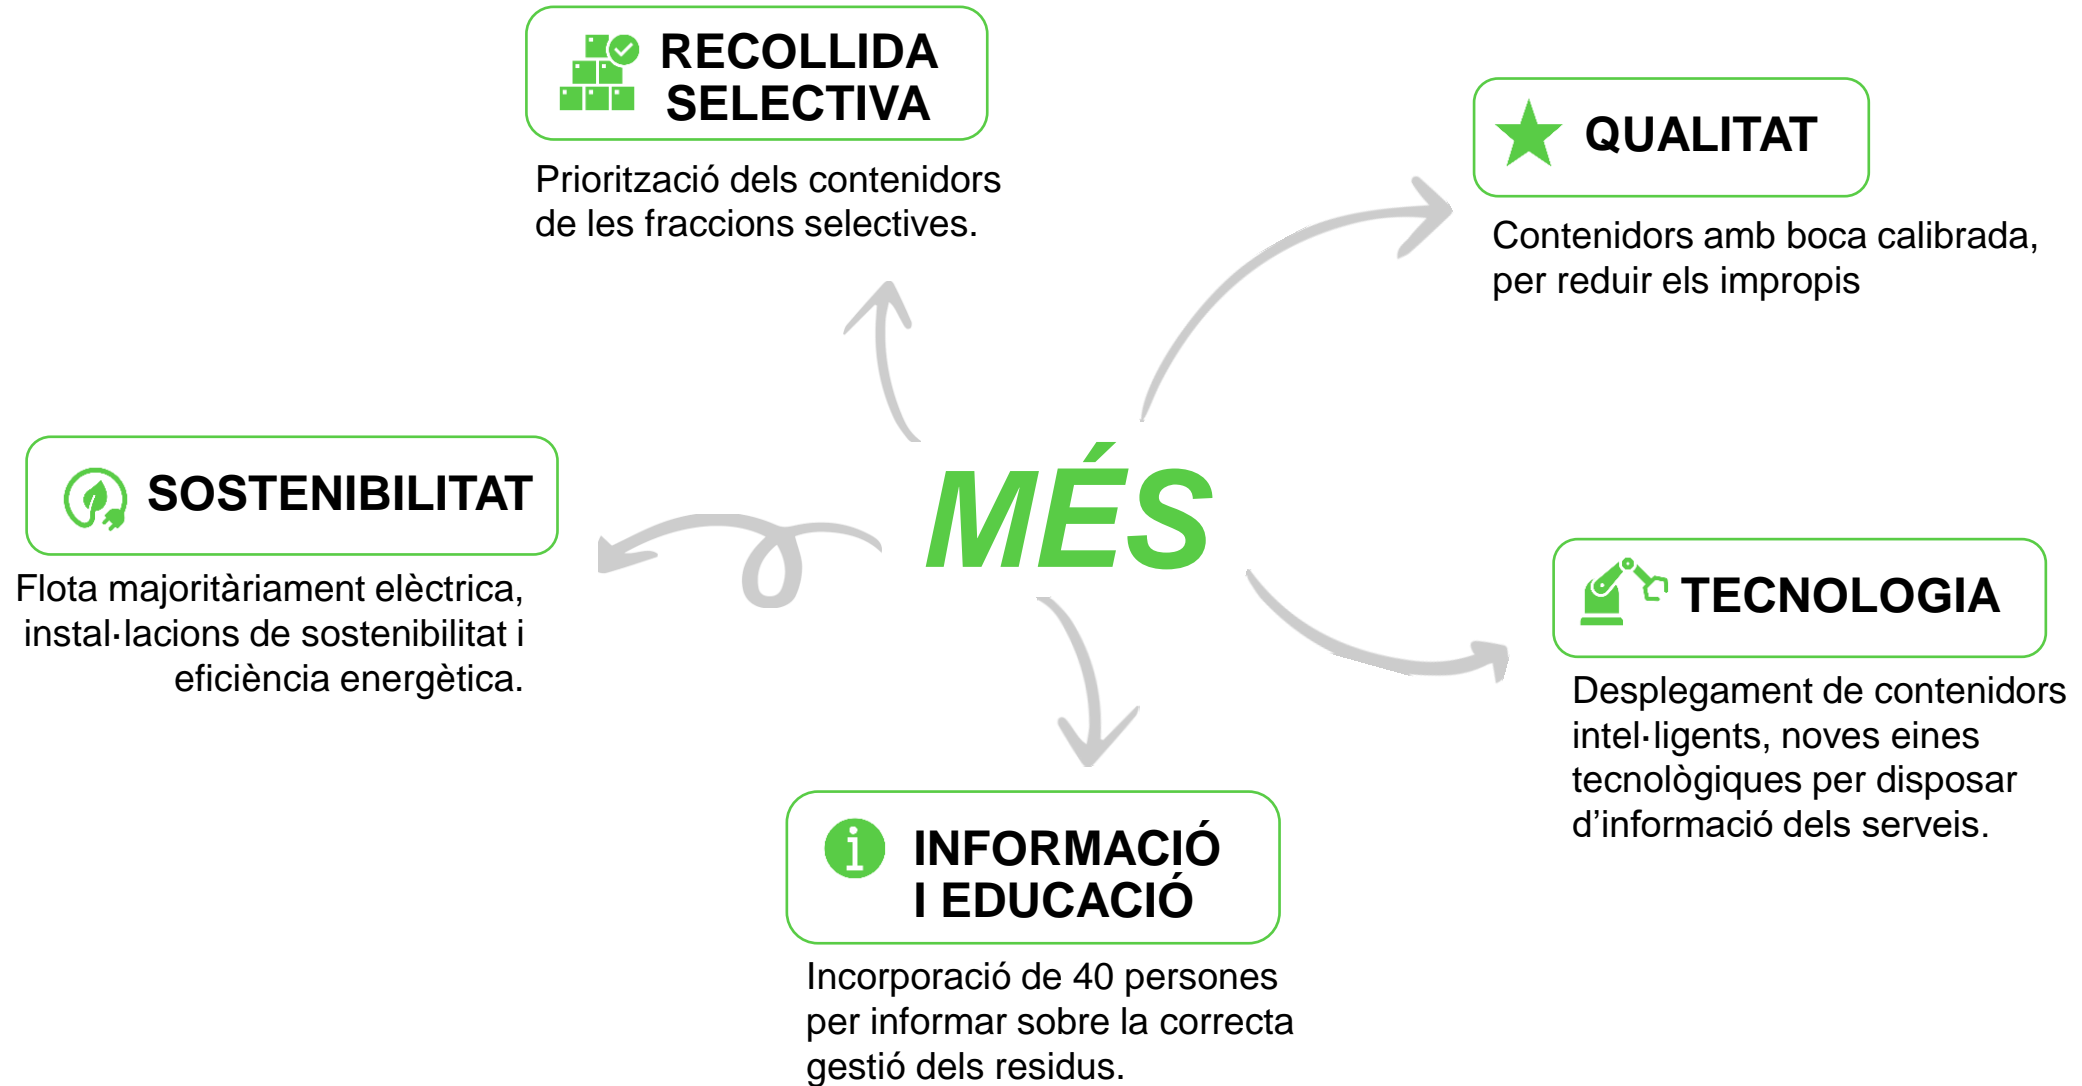 RECOLLIDA
SELECTIVA
Priorització dels contenidors
de les fraccions selectives.
QUALITAT
Contenidors amb boca calibrada,
per reduir els impropis
SOSTENIBILITAT
Flota majoritàriament elèctrica,
instal·lacions de sostenibilitat i
eficiència energètica.
MÉS
TECNOLOGIA
Desplegament de contenidors
intel·ligents, noves eines
tecnològiques per disposar
d’informació dels serveis.
INFORMACIÓ
I EDUCACIÓ
Incorporació de 40 persones
per informar sobre la correcta
gestió dels residus.